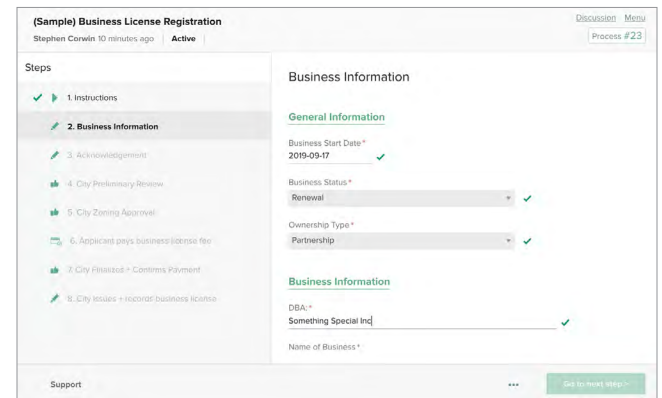 (Sample) Business License Registration
Discussion Menu
Stephen Corwin 10 minutes ago Active
Process #23
Steps
1. Instructions
2. Business Information
3. Acknowledgement
4. City Preliminary Review
5. City Zoning Approval
6. Applicant pays business license fee
7. City Finalizes + Confirms Payment
8. City issues + records business license
Business Information
General Information
Business Start Date*
2019-09-17
Business Status*
Renewal
Ownership Type*
Partnership
Business Information
DBA:*
Something Special Inc
Name of Business*
Support
Go to next step >